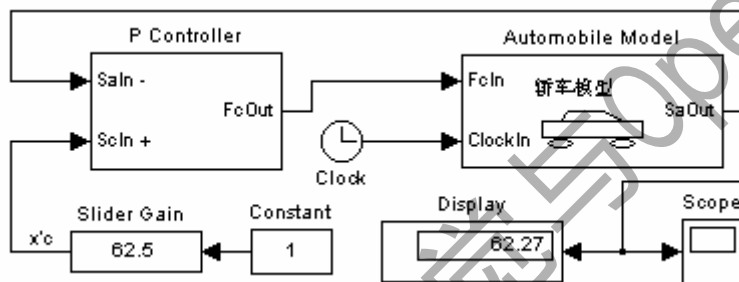 P Controller
SaIn -
ScIn +
FcOut
Automobile Model
FcIn
轿车模型
SaOut
ClockIn
Clock
x'c
Slider Gain
62.5
Constant
1
Display
62.27
Scope